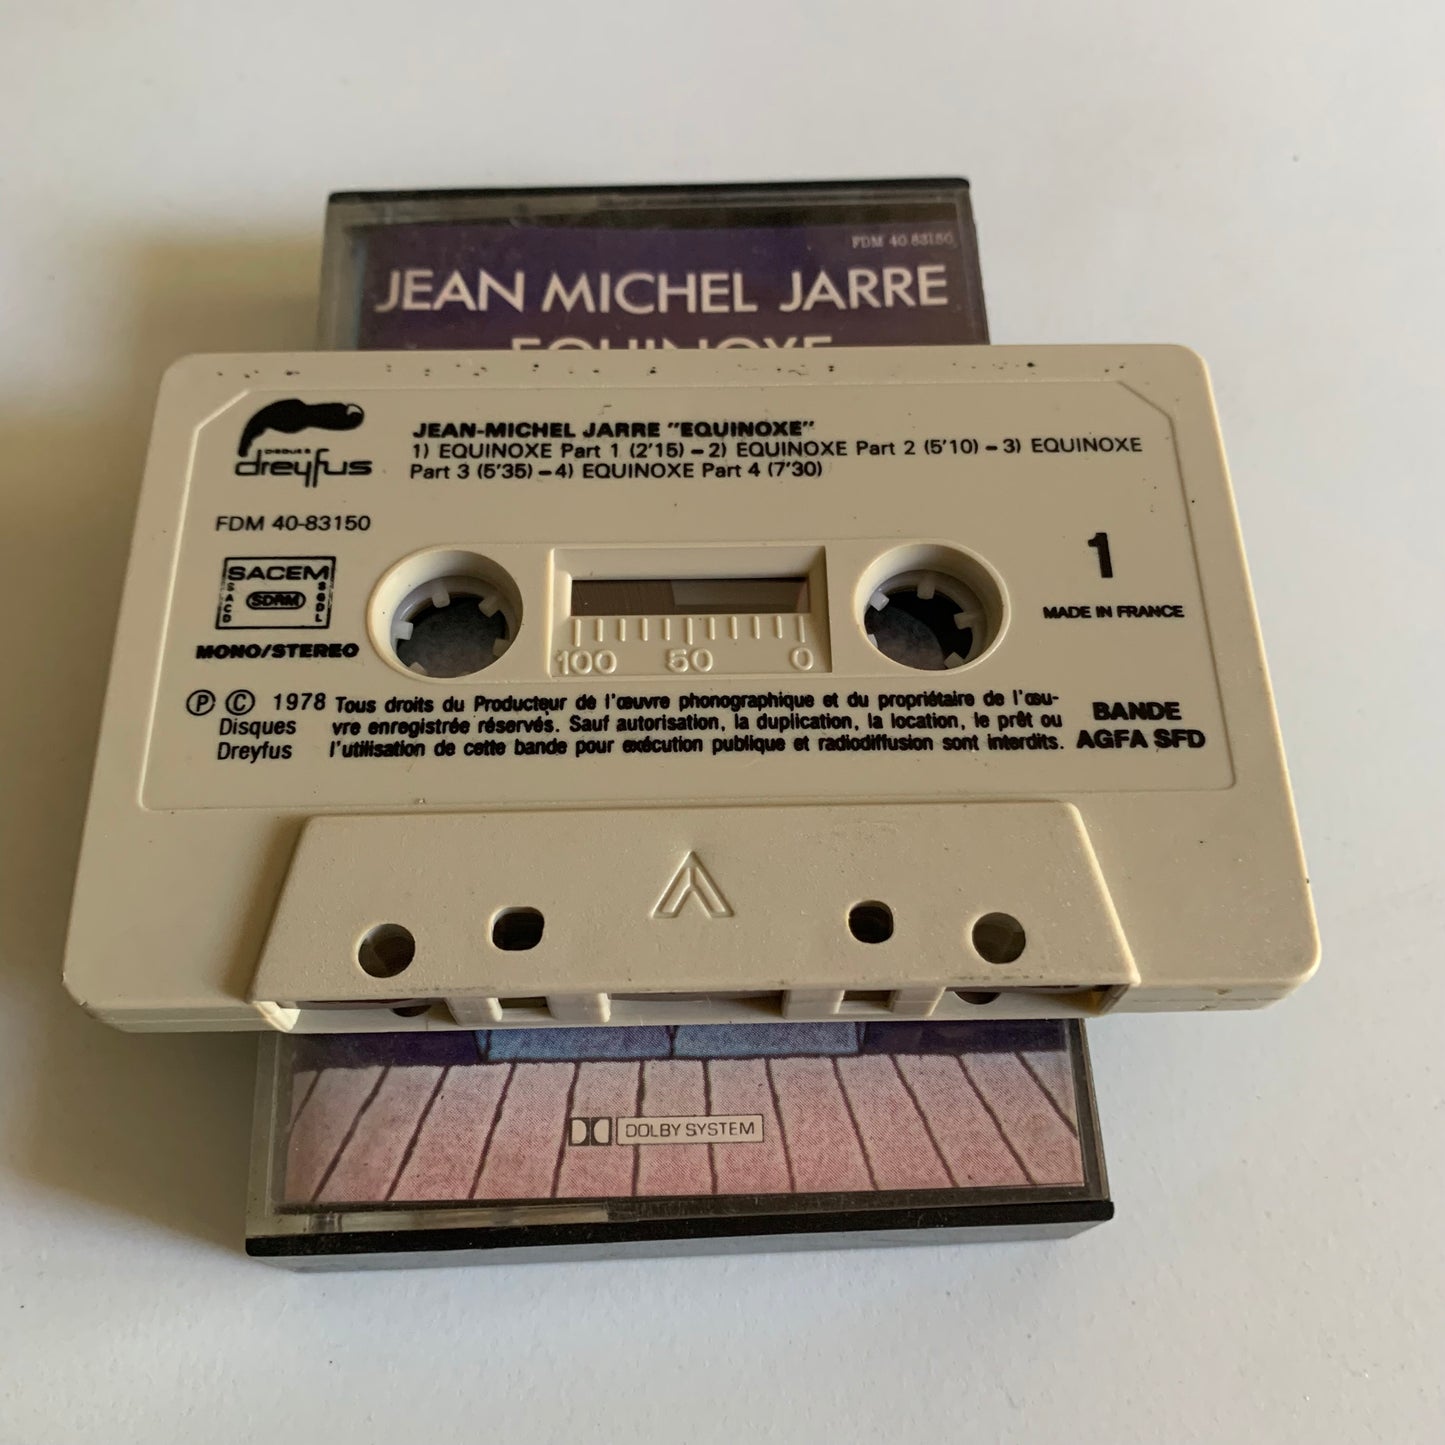 FDM 40 83150
JEAN MICHEL JARRE
EQUINOXE
DISQUES
dreyfus
JEAN-MICHEL JARRE "EQUINOXE"
1) EQUINOXE Part 1 (2'15) – 2) EQUINOXE Part 2 (5'10) – 3) EQUINOXE
Part 3 (5'35) – 4) EQUINOXE Part 4 (7'30)
FDM 40-83150
SACEM
SACD
SDRM
SGDL
MONO/STEREO
1
MADE IN FRANCE
100 50 0
Ⓟ © 1978
Disques
Dreyfus
Tous droits du Producteur de l'œuvre phonographique et du propriétaire de l'œu-
vre enregistrée réservés. Sauf autorisation, la duplication, la location, le prêt ou
l'utilisation de cette bande pour exécution publique et radiodiffusion sont interdits.
BANDE
AGFA SFD
DOLBY SYSTEM